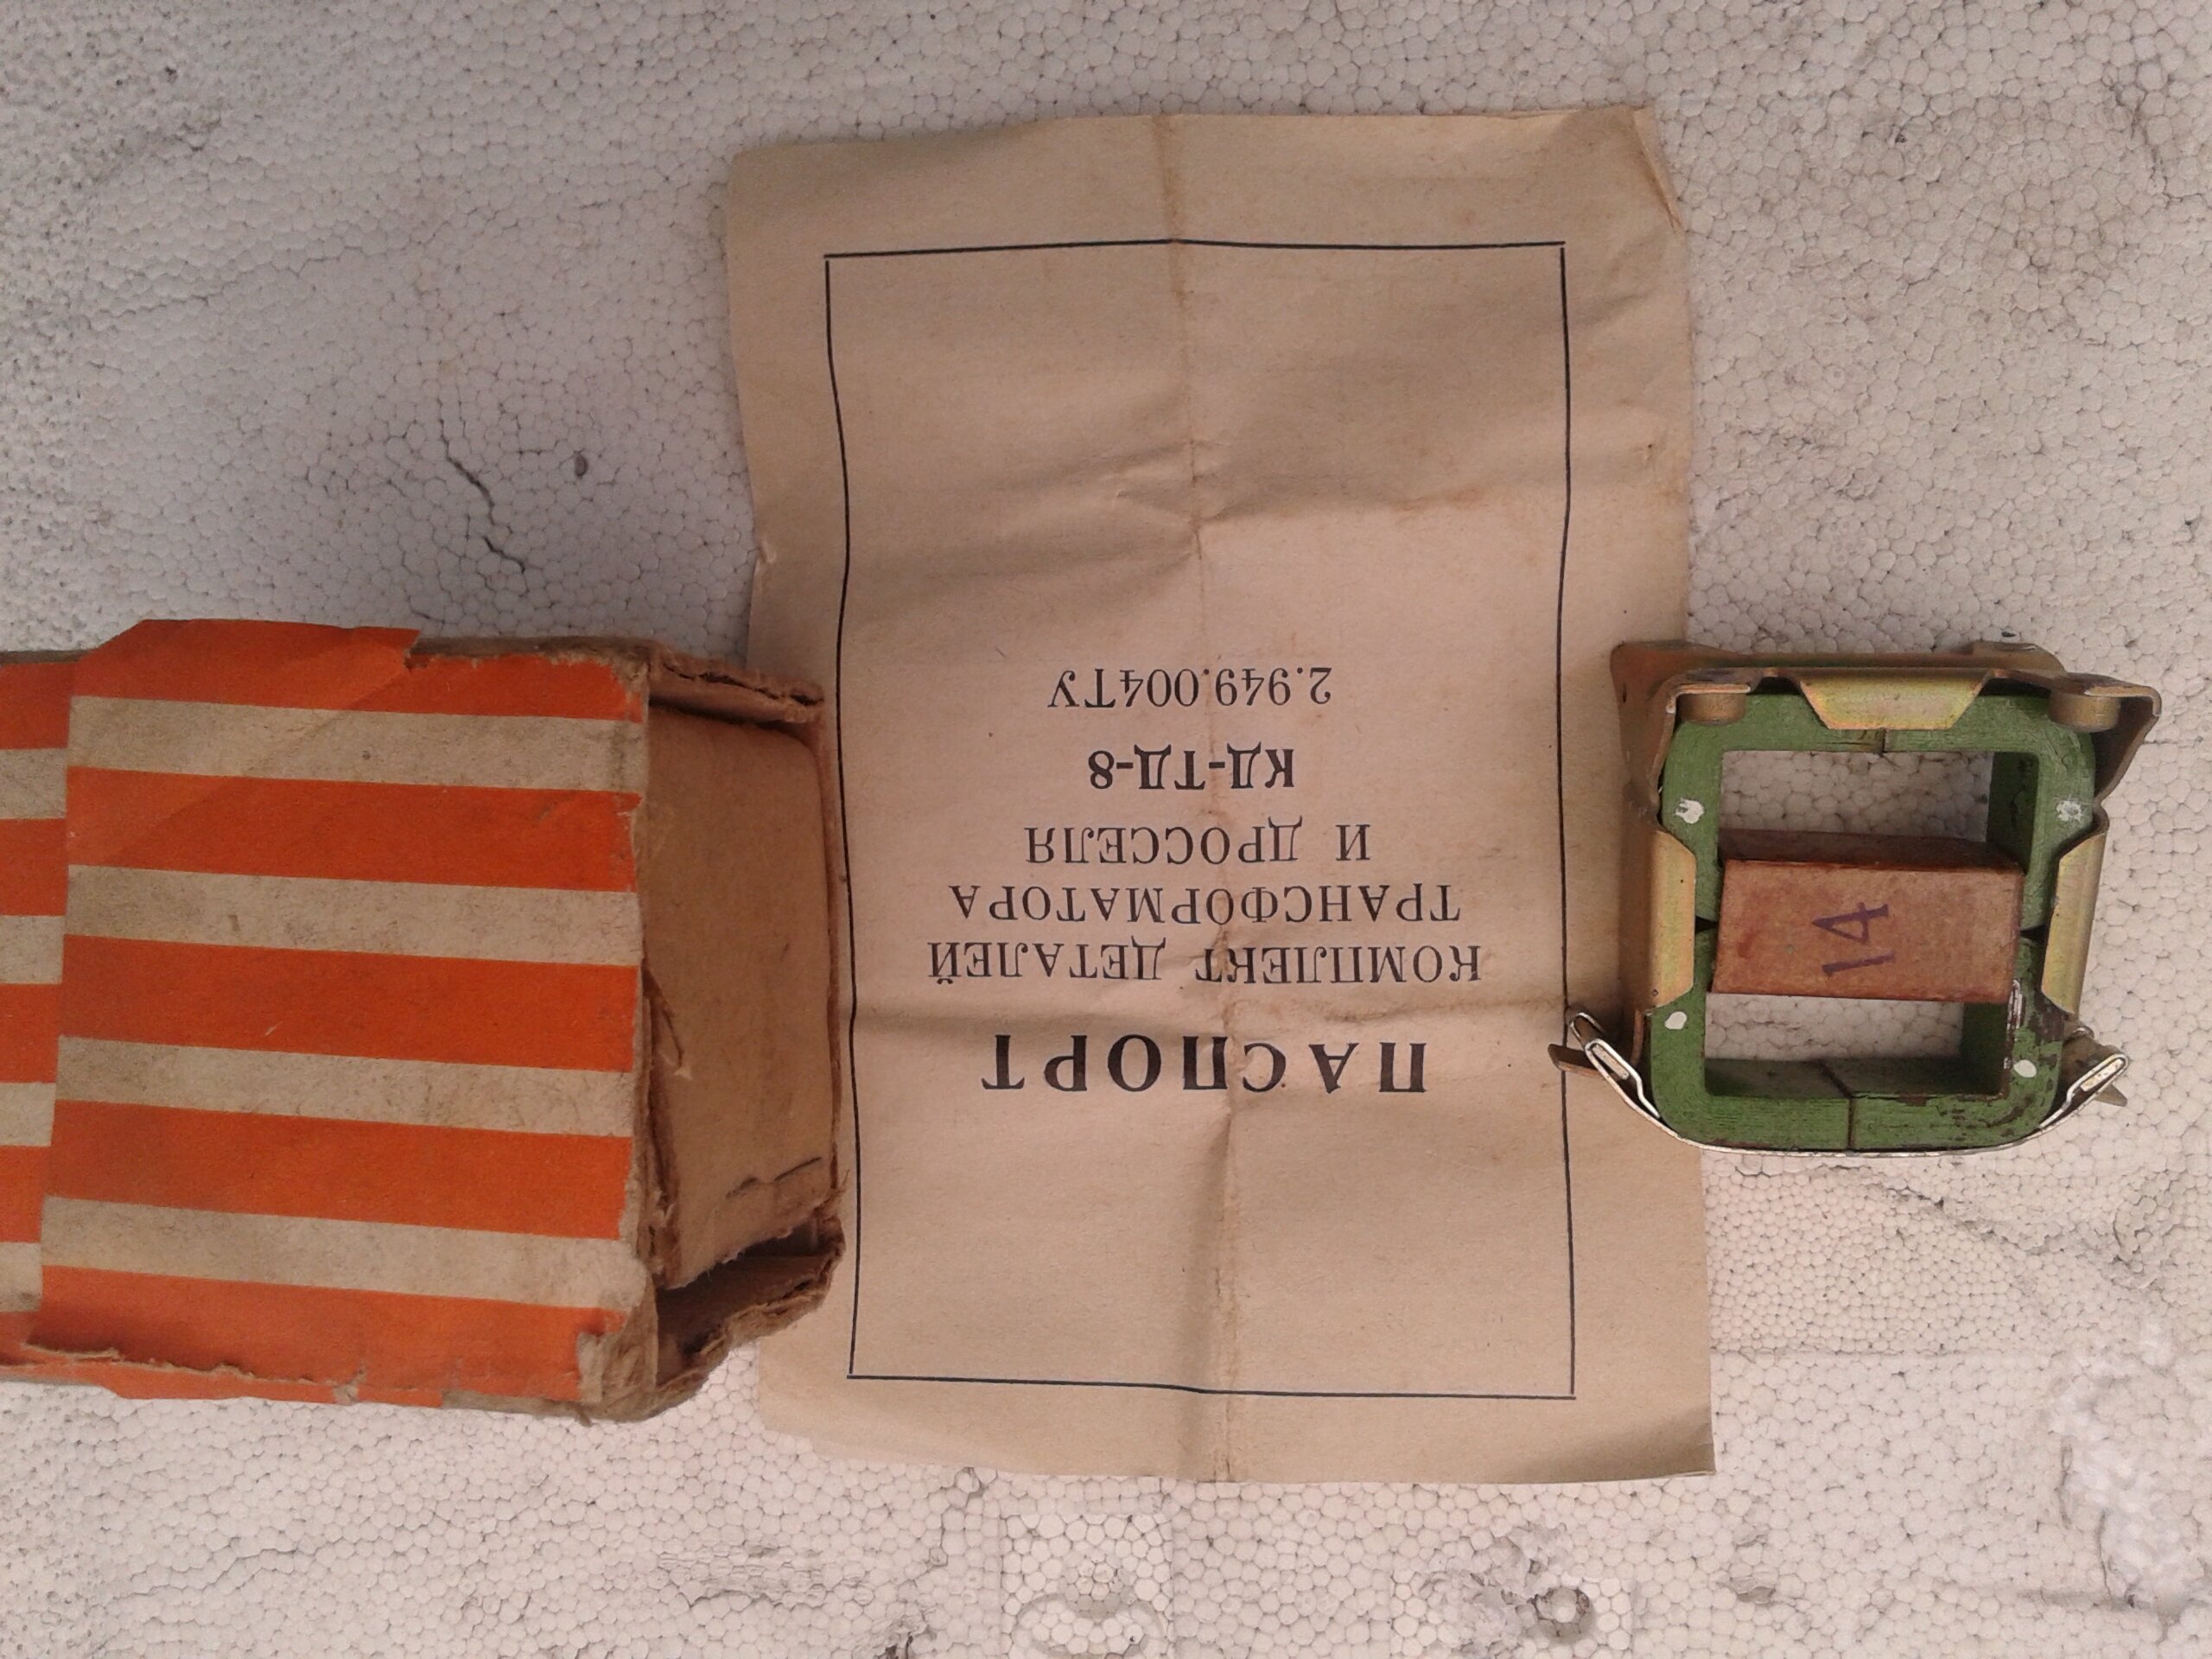 ПАСПОРТ
КОМПЛЕКТ ДЕТАЛЕЙ
ТРАНСФОРМАТОРА
И ДРОССЕЛЯ
КД-ТД-8
2.949.004ТУ
14